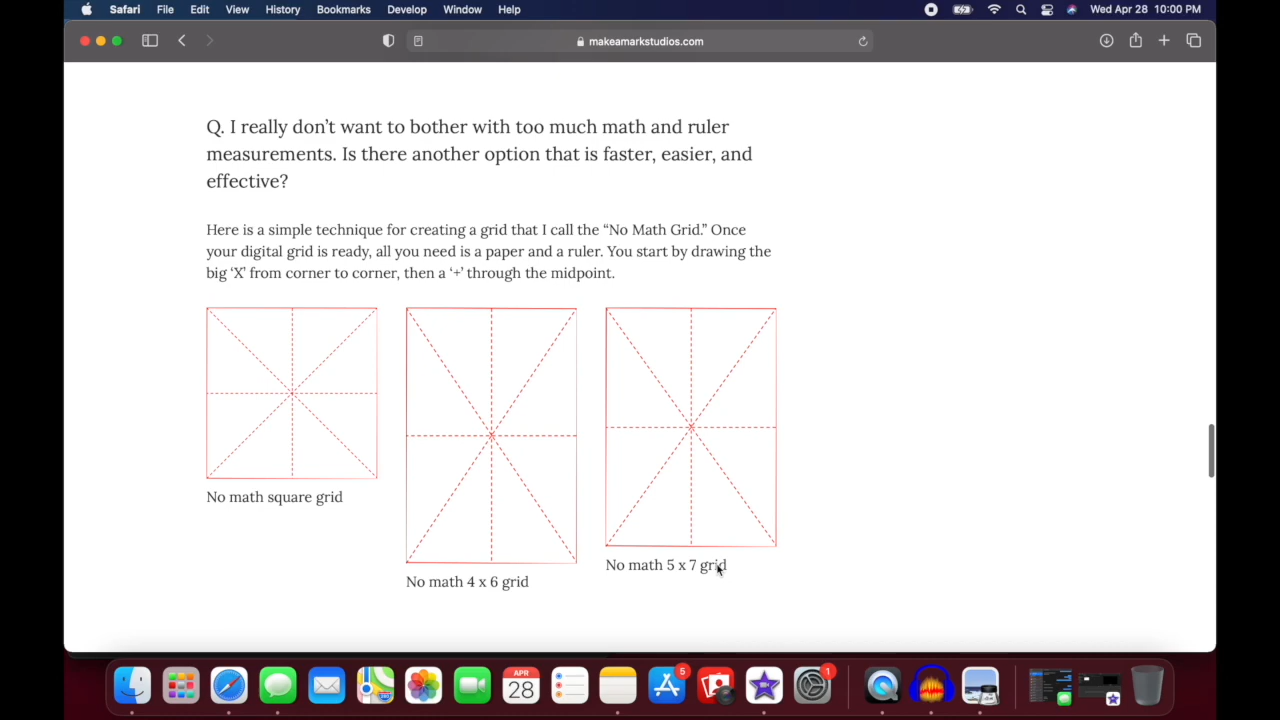 Safari File Edit View History Bookmarks Develop Window Help Wed Apr 28 10:00 PM
makeamarkstudios.com
Q. I really don’t want to bother with too much math and ruler
measurements. Is there another option that is faster, easier, and
effective?
Here is a simple technique for creating a grid that I call the “No Math Grid.” Once
your digital grid is ready, all you need is a paper and a ruler. You start by drawing the
big ‘X’ from corner to corner, then a ‘+’ through the midpoint.
No math square grid
No math 4 x 6 grid
No math 5 x 7 grid
APR
28
5
1